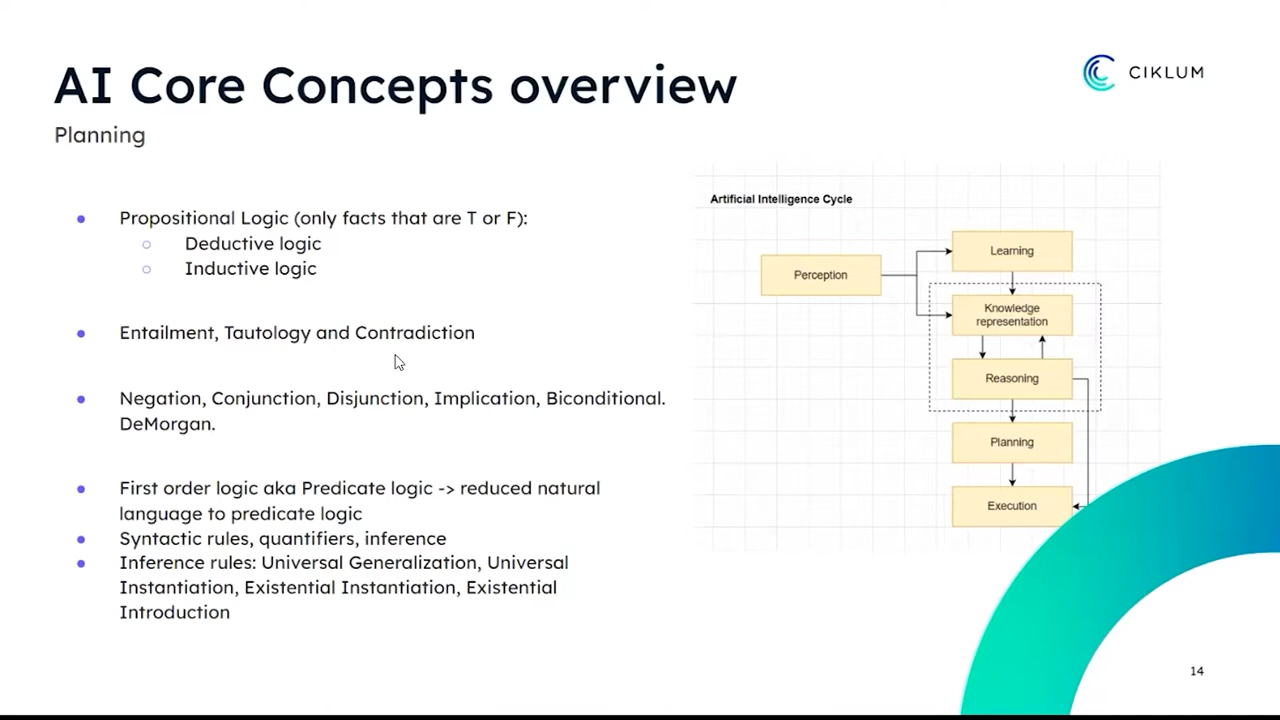 AI Core Concepts overview
CIKLUM
Planning
Propositional Logic (only facts that are T or F):
Deductive logic
Inductive logic
Entailment, Tautology and Contradiction
Negation, Conjunction, Disjunction, Implication, Biconditional.
DeMorgan.
First order logic aka Predicate logic -> reduced natural
language to predicate logic
Syntactic rules, quantifiers, inference
Inference rules: Universal Generalization, Universal
Instantiation, Existential Instantiation, Existential
Introduction
Artificial Intelligence Cycle
Perception
Learning
Knowledge
representation
Reasoning
Planning
Execution
14